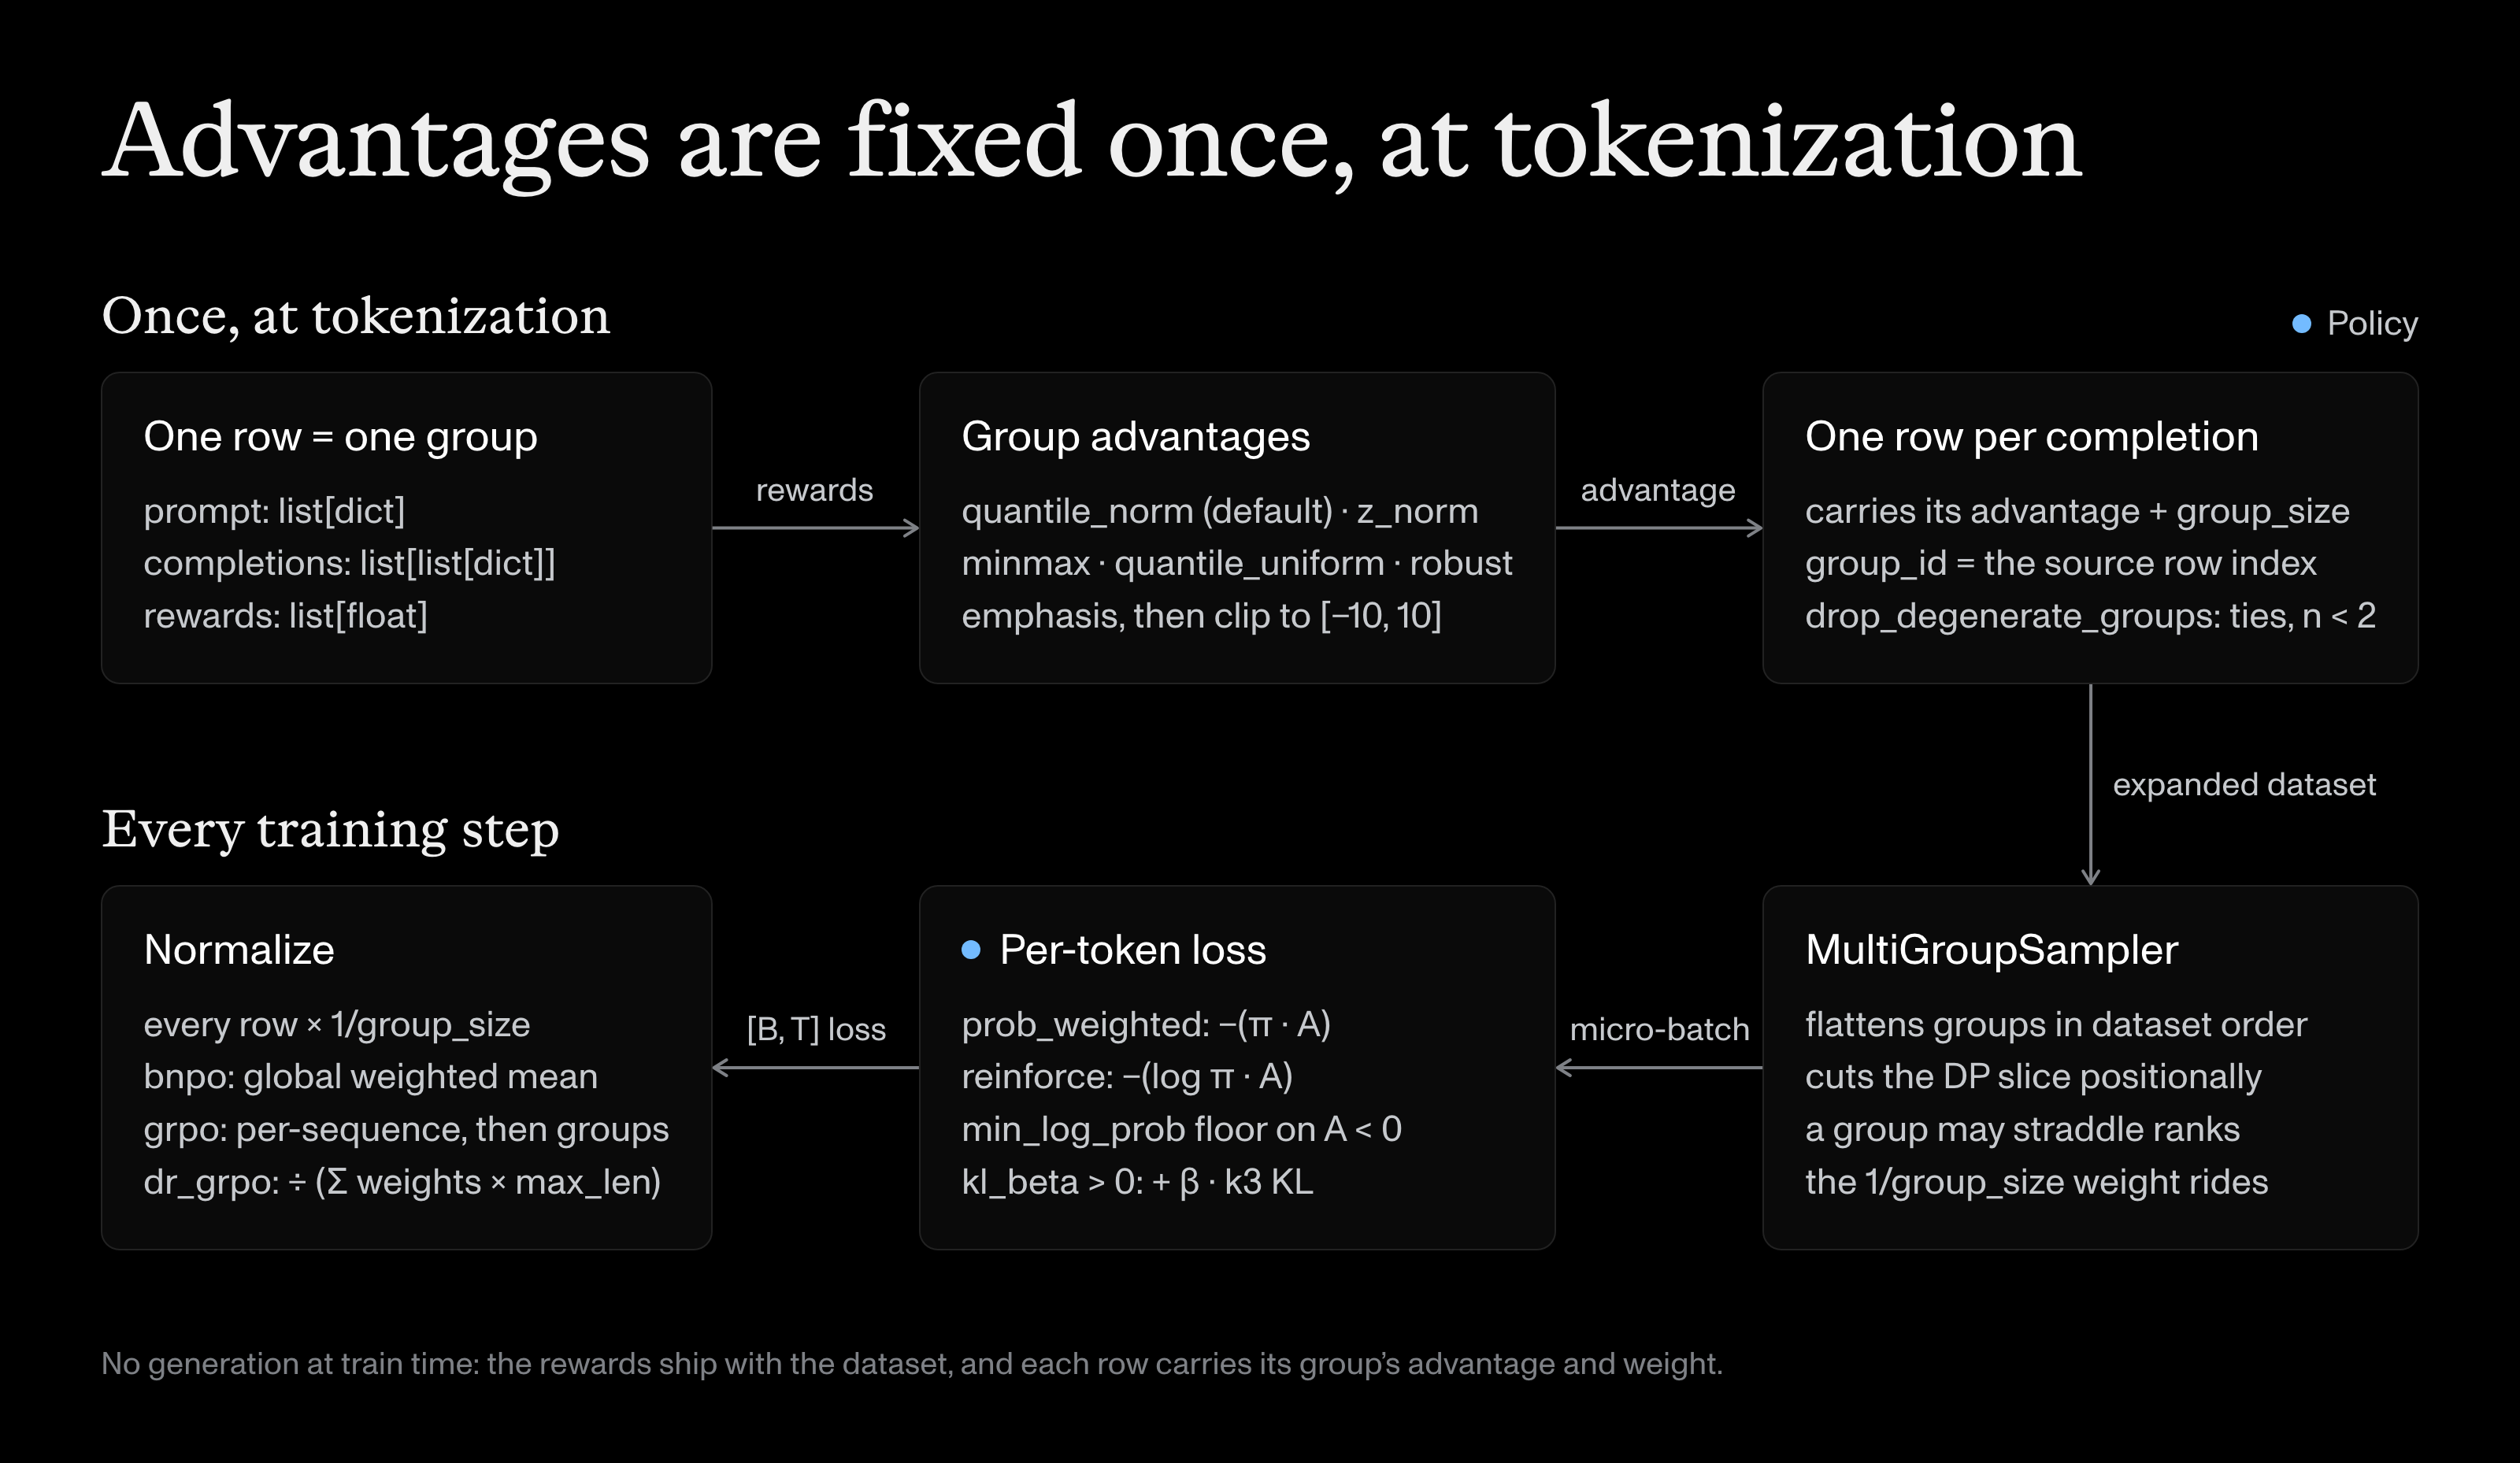 Advantages are fixed once, at tokenization
Once, at tokenization
Policy
One row = one group
prompt: list[dict]
completions: list[list[dict]]
rewards: list[float]
rewards
Group advantages
quantile_norm (default) · z_norm
minmax · quantile_uniform · robust
emphasis, then clip to [−10, 10]
advantage
One row per completion
carries its advantage + group_size
group_id = the source row index
drop_degenerate_groups: ties, n < 2
expanded dataset
Every training step
Normalize
every row × 1/group_size
bnpo: global weighted mean
grpo: per-sequence, then groups
dr_grpo: ÷ (Σ weights × max_len)
[B, T] loss
Per-token loss
prob_weighted: −(π · A)
reinforce: −(log π · A)
min_log_prob floor on A < 0
kl_beta > 0: + β · k3 KL
micro-batch
MultiGroupSampler
flattens groups in dataset order
cuts the DP slice positionally
a group may straddle ranks
the 1/group_size weight rides
No generation at train time: the rewards ship with the dataset, and each row carries its group’s advantage and weight.